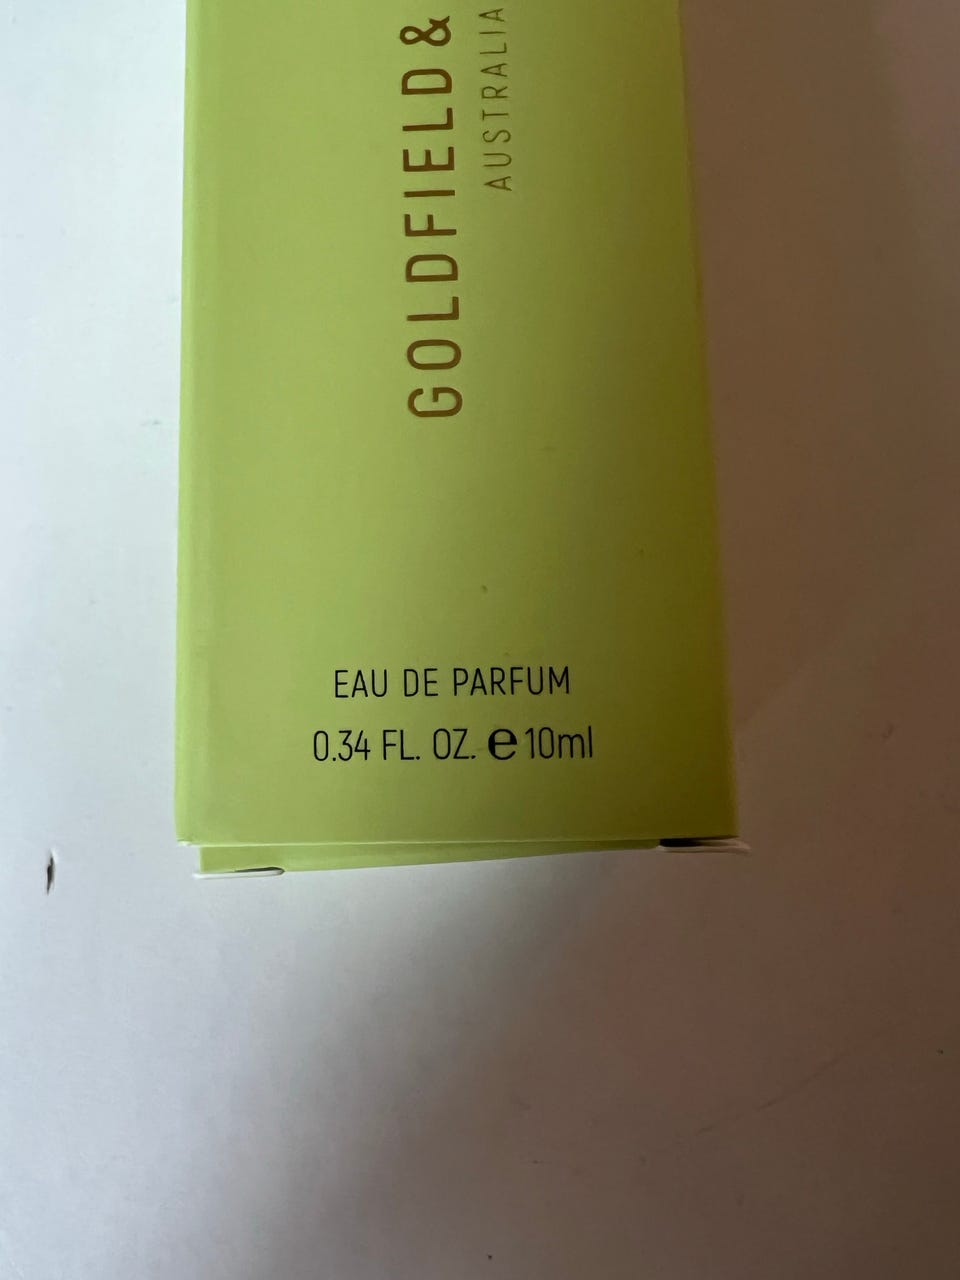 GOLDFIELD &
AUSTRALIA
EAU DE PARFUM
0.34 FL. OZ. e 10ml